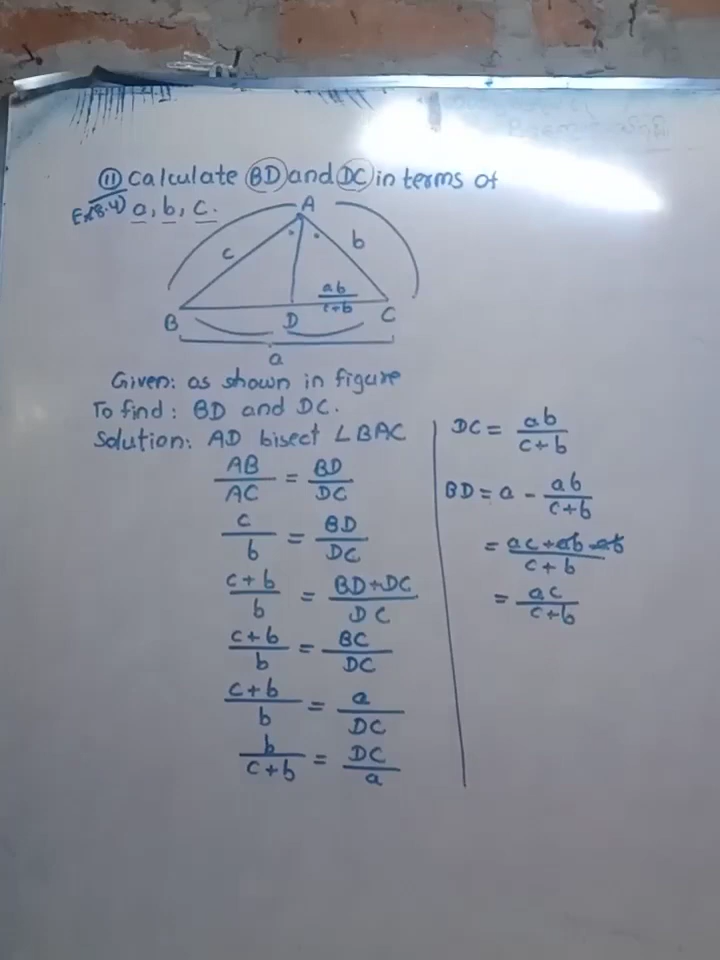 ⑪ Calculate BD and DC in terms of
Ex(8.4) a, b, c.
A
c
b
ab/c+b
B
D
C
a
Given: as shown in figure
To find: BD and DC.
Solution: AD bisect ∠BAC
AB/AC = BD/DC
c/b = BD/DC
c+b/b = BD+DC/DC
c+b/b = BC/DC
c+b/b = a/DC
b/c+b = DC/a
DC = ab/c+b
BD = a - ab/c+b
= ac+ab-ab/c+b
= ac/c+b